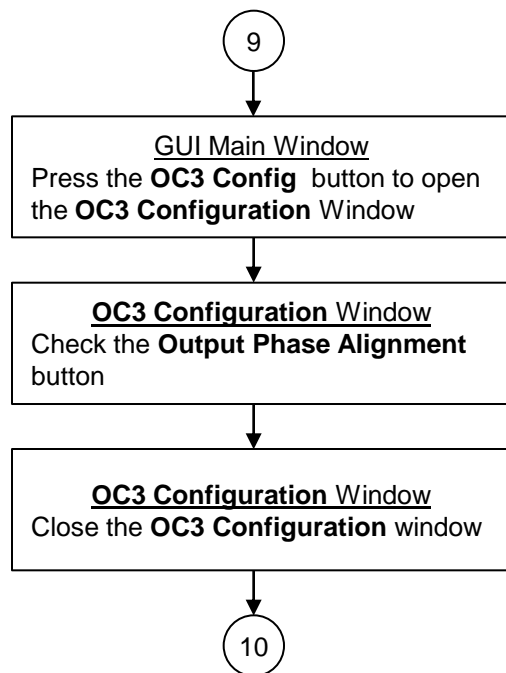 9
GUI Main Window
Press the OC3 Config button to open
the OC3 Configuration Window
OC3 Configuration Window
Check the Output Phase Alignment
button
OC3 Configuration Window
Close the OC3 Configuration window
10